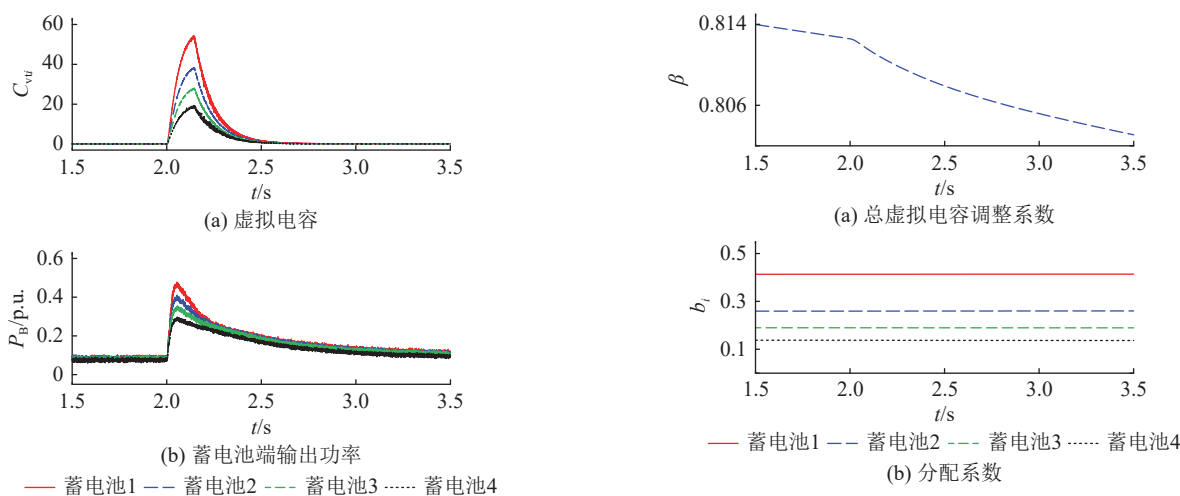 60
40
20
0
C_vti
1.5 2.0 2.5 3.0 3.5
t/s
(a) 虚拟电容
0.6
0.4
0.2
0
P_B/p.u.
1.5 2.0 2.5 3.0 3.5
t/s
(b) 蓄电池端输出功率
蓄电池1 蓄电池2 蓄电池3 蓄电池4
0.814
0.806
β
1.5 2.0 2.5 3.0 3.5
t/s
(a) 总虚拟电容调整系数
0.5
0.3
0.1
b_i
1.5 2.0 2.5 3.0 3.5
t/s
蓄电池1 蓄电池2 蓄电池3 蓄电池4
(b) 分配系数